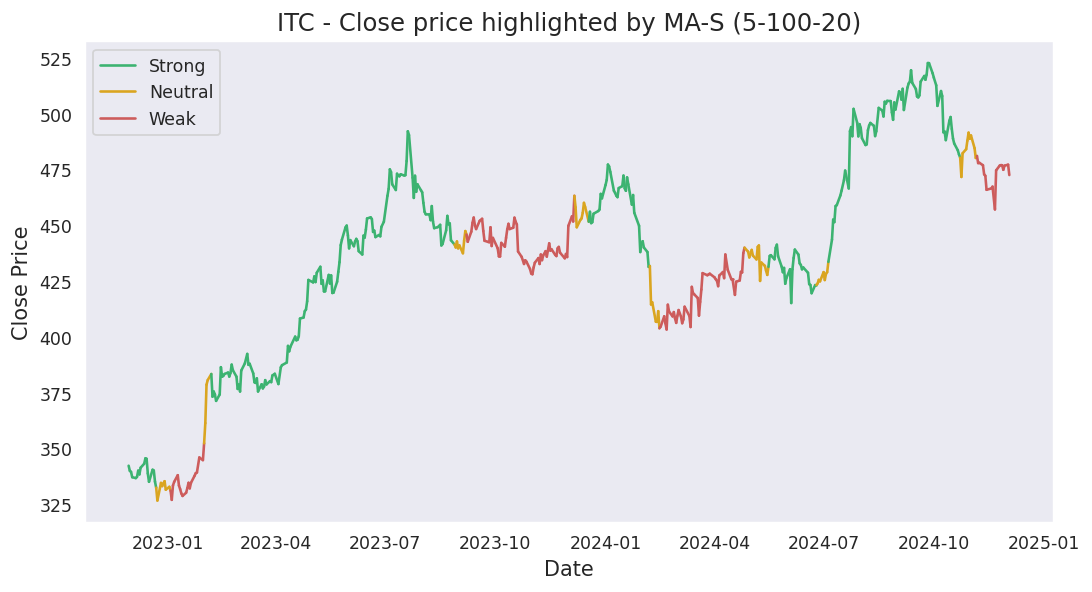 ITC - Close price highlighted by MA-S (5-100-20)
Strong
Neutral
Weak
Close Price
525
500
475
450
425
400
375
350
325
2023-01 2023-04 2023-07 2023-10 2024-01 2024-04 2024-07 2024-10 2025-01
Date